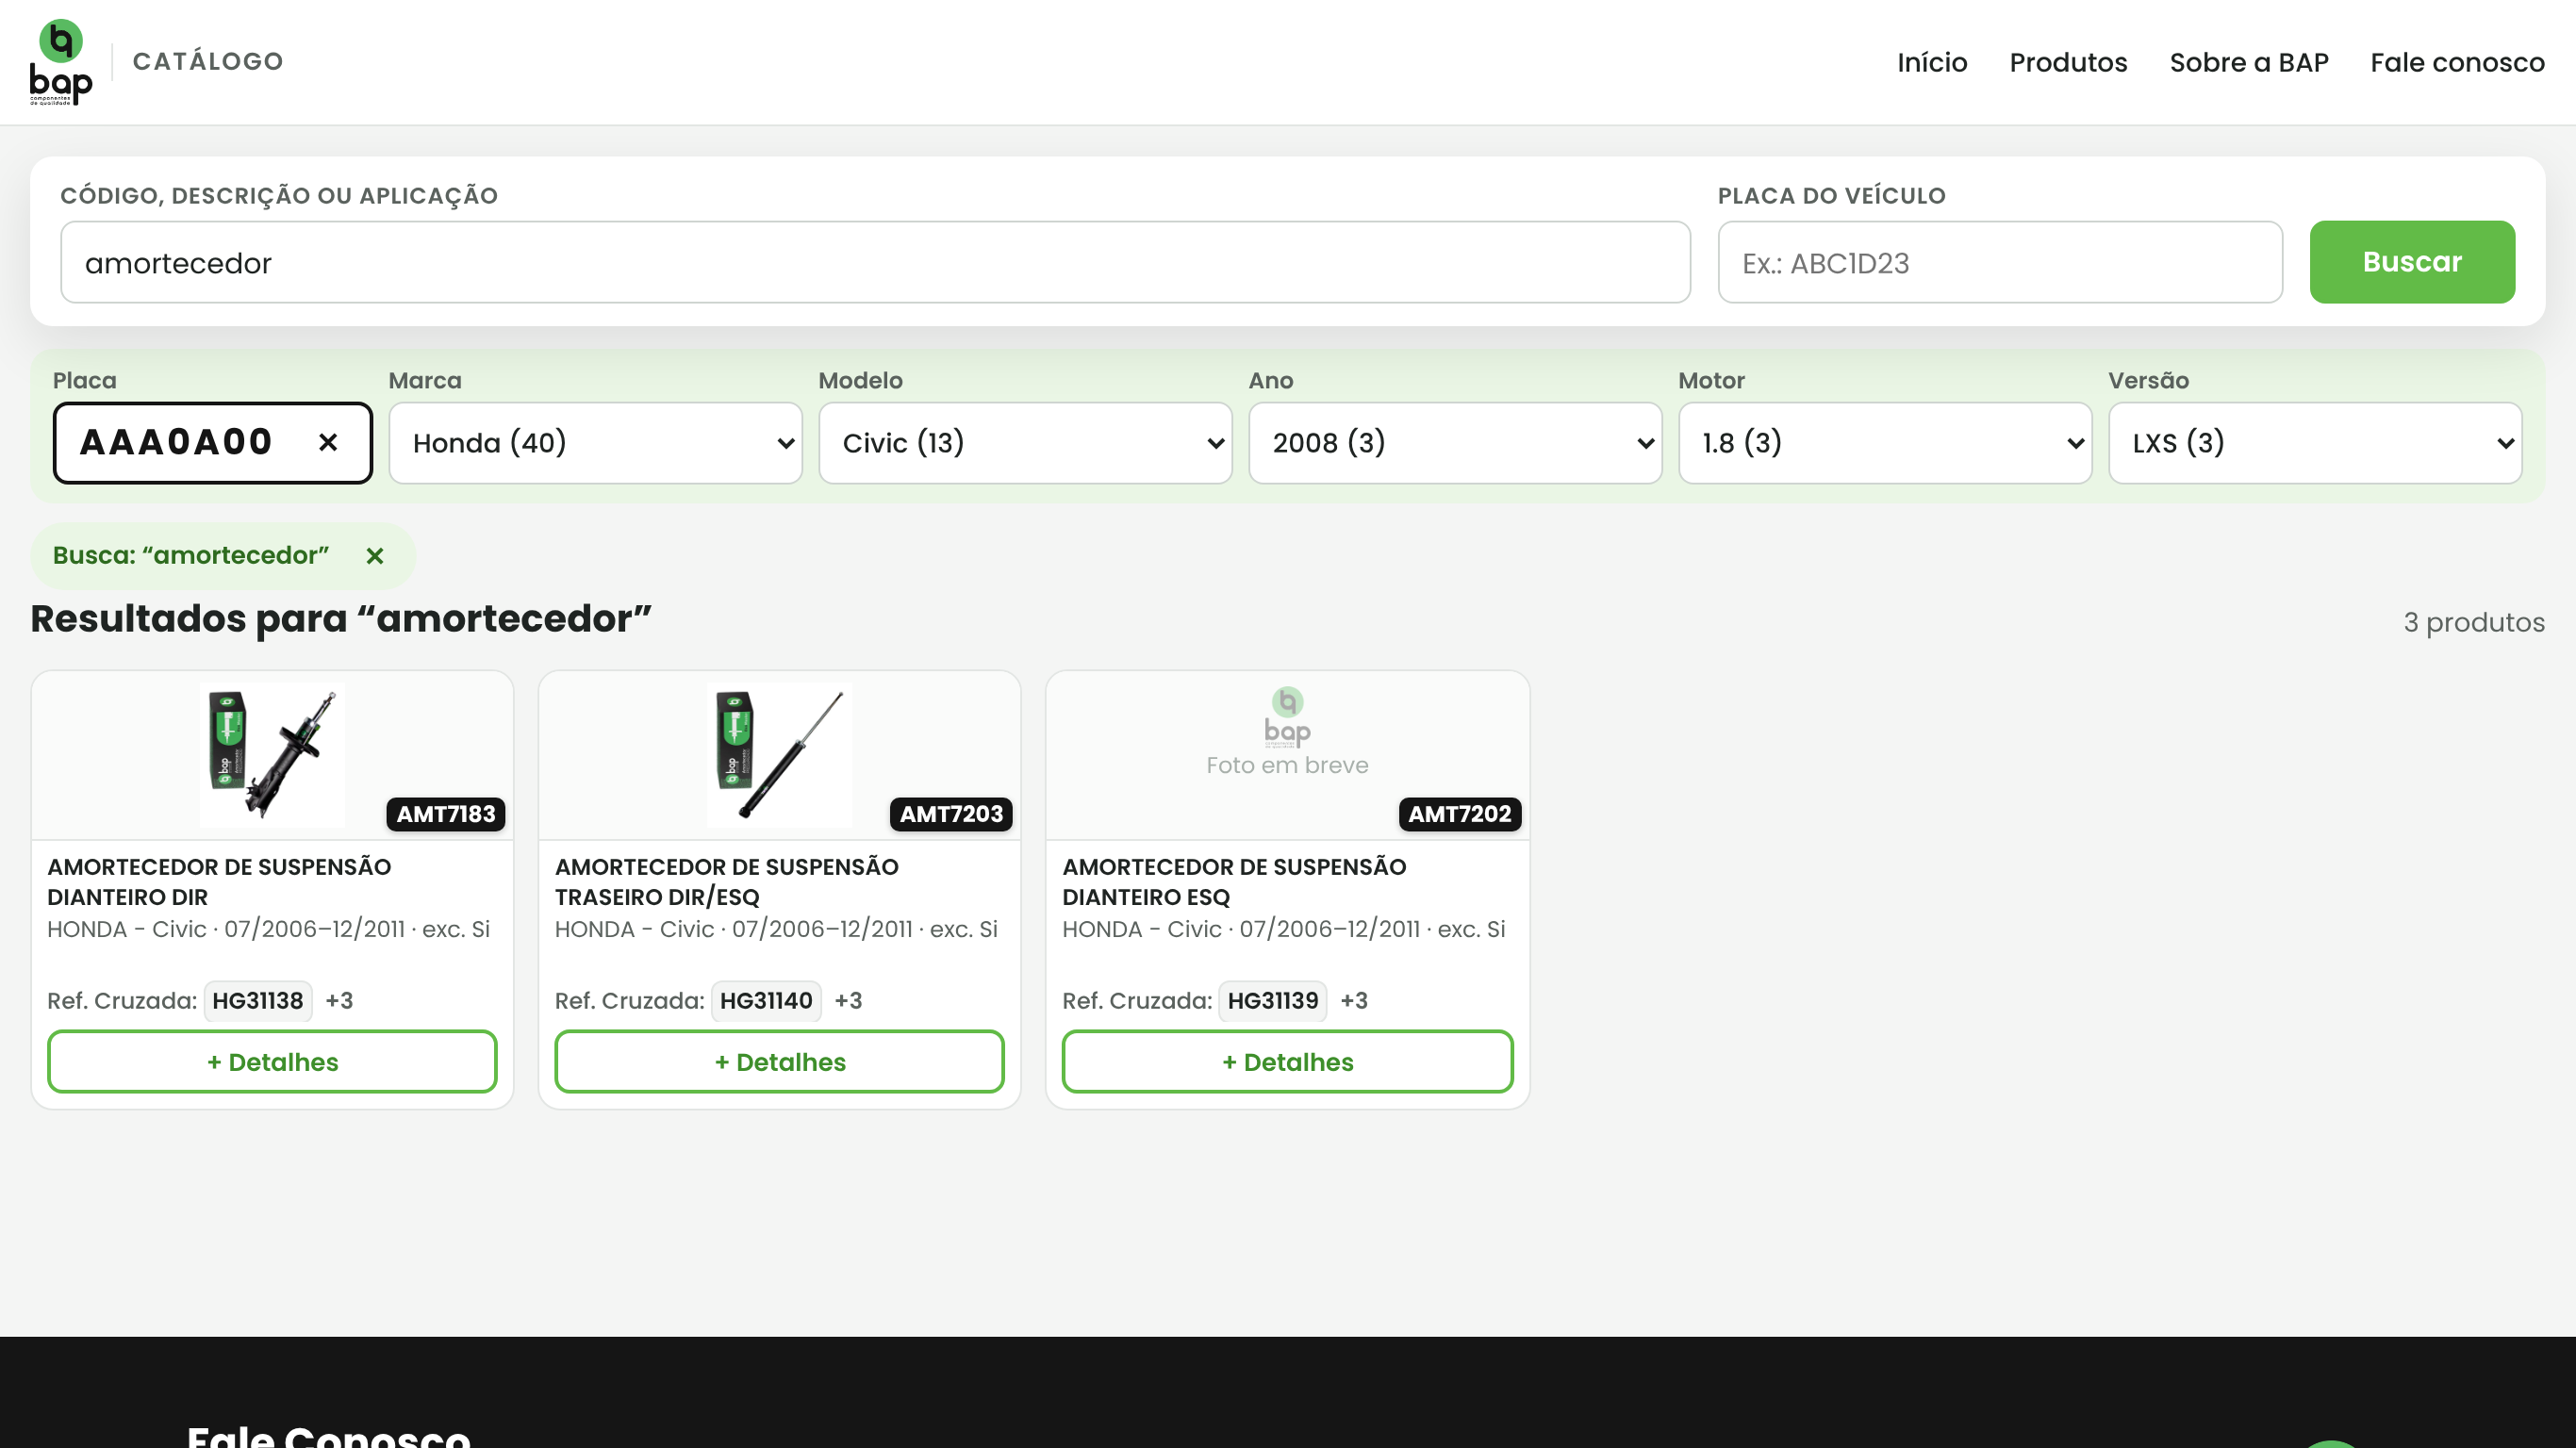 bap
componentes
de qualidade
CATÁLOGO
Início
Produtos
Sobre a BAP
Fale conosco
CÓDIGO, DESCRIÇÃO OU APLICAÇÃO
amortecedor
PLACA DO VEÍCULO
Ex.: ABC1D23
Buscar
Placa
AAA0A00 ✕
Marca
Honda (40)
Modelo
Civic (13)
Ano
2008 (3)
Motor
1.8 (3)
Versão
LXS (3)
Busca: “amortecedor” ✕
Resultados para “amortecedor”
3 produtos
bap
AMT7183
AMORTECEDOR DE SUSPENSÃO
DIANTEIRO DIR
HONDA - Civic · 07/2006–12/2011 · exc. Si
Ref. Cruzada: HG31138 +3
+ Detalhes
bap
AMT7203
AMORTECEDOR DE SUSPENSÃO
TRASEIRO DIR/ESQ
HONDA - Civic · 07/2006–12/2011 · exc. Si
Ref. Cruzada: HG31140 +3
+ Detalhes
bap
Foto em breve
AMT7202
AMORTECEDOR DE SUSPENSÃO
DIANTEIRO ESQ
HONDA - Civic · 07/2006–12/2011 · exc. Si
Ref. Cruzada: HG31139 +3
+ Detalhes
Fale Conosco